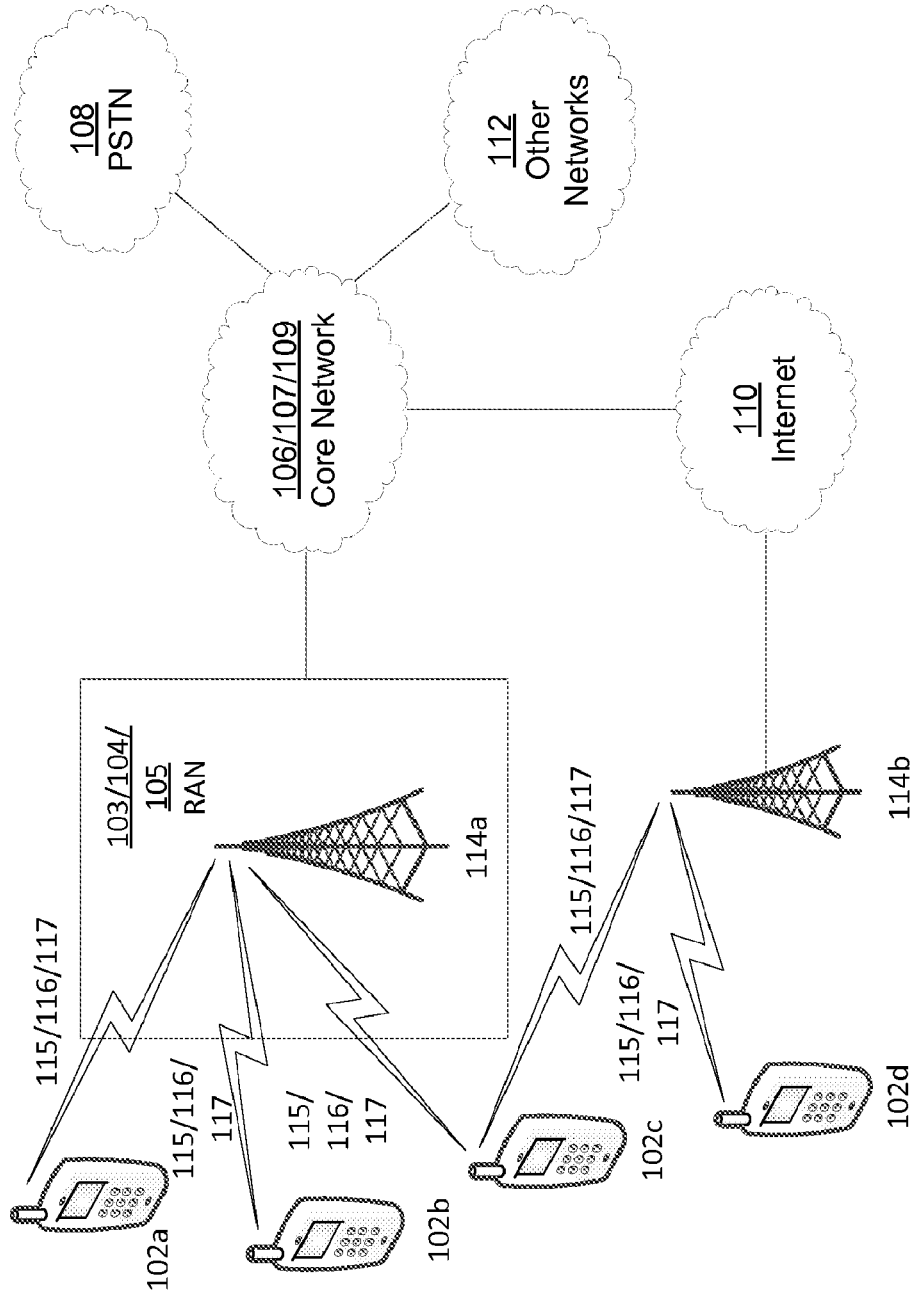 115/116/117
102a
115/116/
117
102b
115/
116/
117
102c
115/116/117
115/116/
117
102d
103/104/
105
RAN
114a
114b
106/107/109
Core Network
108
PSTN
112
Other
Networks
110
Internet